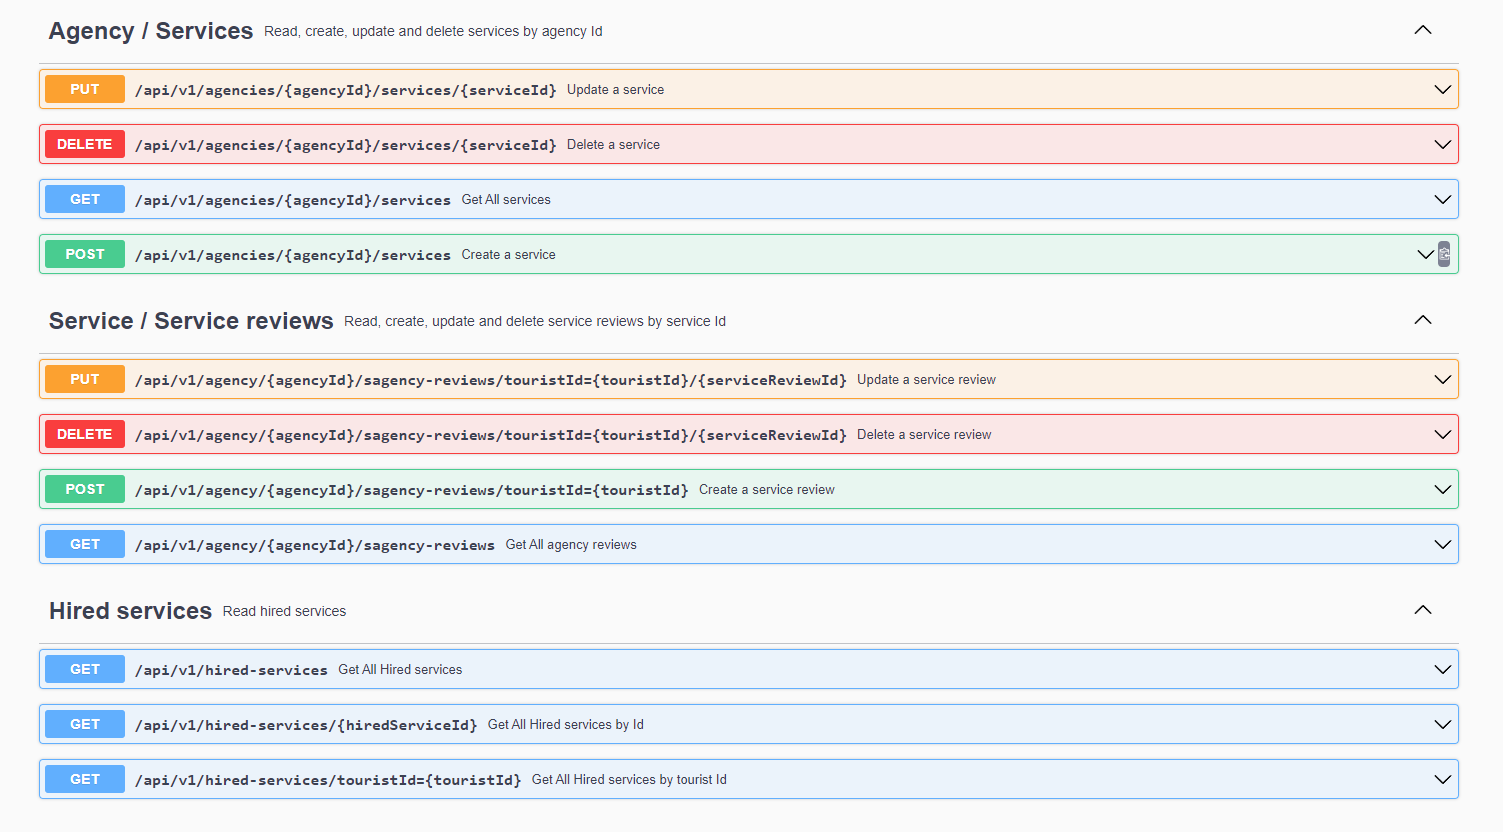 Agency / Services Read, create, update and delete services by agency Id
PUT /api/v1/agencies/{agencyId}/services/{serviceId} Update a service
DELETE /api/v1/agencies/{agencyId}/services/{serviceId} Delete a service
GET /api/v1/agencies/{agencyId}/services Get All services
POST /api/v1/agencies/{agencyId}/services Create a service
Service / Service reviews Read, create, update and delete service reviews by service Id
PUT /api/v1/agency/{agencyId}/sagency-reviews/touristId={touristId}/{serviceReviewId} Update a service review
DELETE /api/v1/agency/{agencyId}/sagency-reviews/touristId={touristId}/{serviceReviewId} Delete a service review
POST /api/v1/agency/{agencyId}/sagency-reviews/touristId={touristId} Create a service review
GET /api/v1/agency/{agencyId}/sagency-reviews Get All agency reviews
Hired services Read hired services
GET /api/v1/hired-services Get All Hired services
GET /api/v1/hired-services/{hiredServiceId} Get All Hired services by Id
GET /api/v1/hired-services/touristId={touristId} Get All Hired services by tourist Id